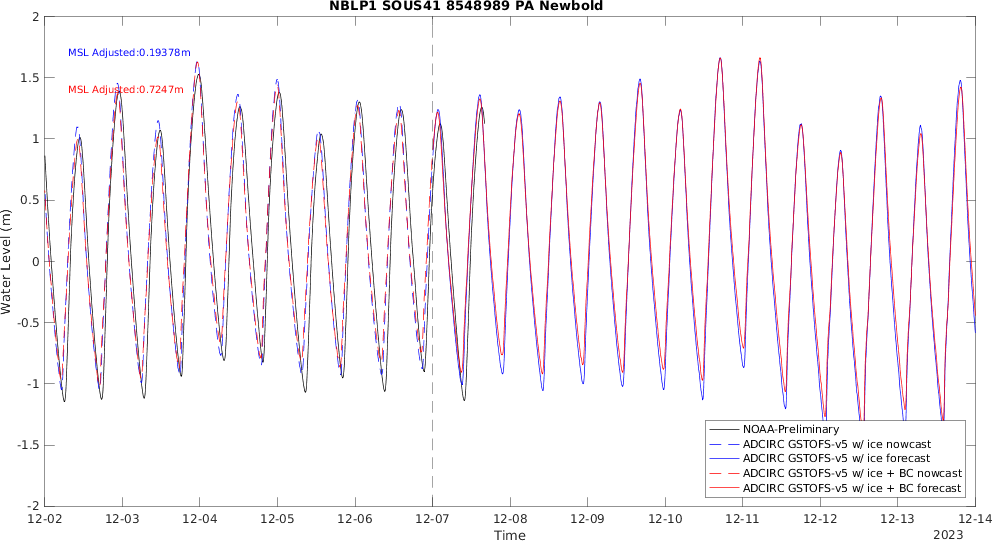 NBLP1 SOUS41 8548989 PA Newbold
MSL Adjusted:0.19378m
MSL Adjusted:0.7247m
Water Level (m)
2
1.5
1
0.5
0
-0.5
-1
-1.5
-2
NOAA-Preliminary
ADCIRC GSTOFS-v5 w/ ice nowcast
ADCIRC GSTOFS-v5 w/ ice forecast
ADCIRC GSTOFS-v5 w/ ice + BC nowcast
ADCIRC GSTOFS-v5 w/ ice + BC forecast
12-02 12-03 12-04 12-05 12-06 12-07 12-08 12-09 12-10 12-11 12-12 12-13 12-14
Time
2023